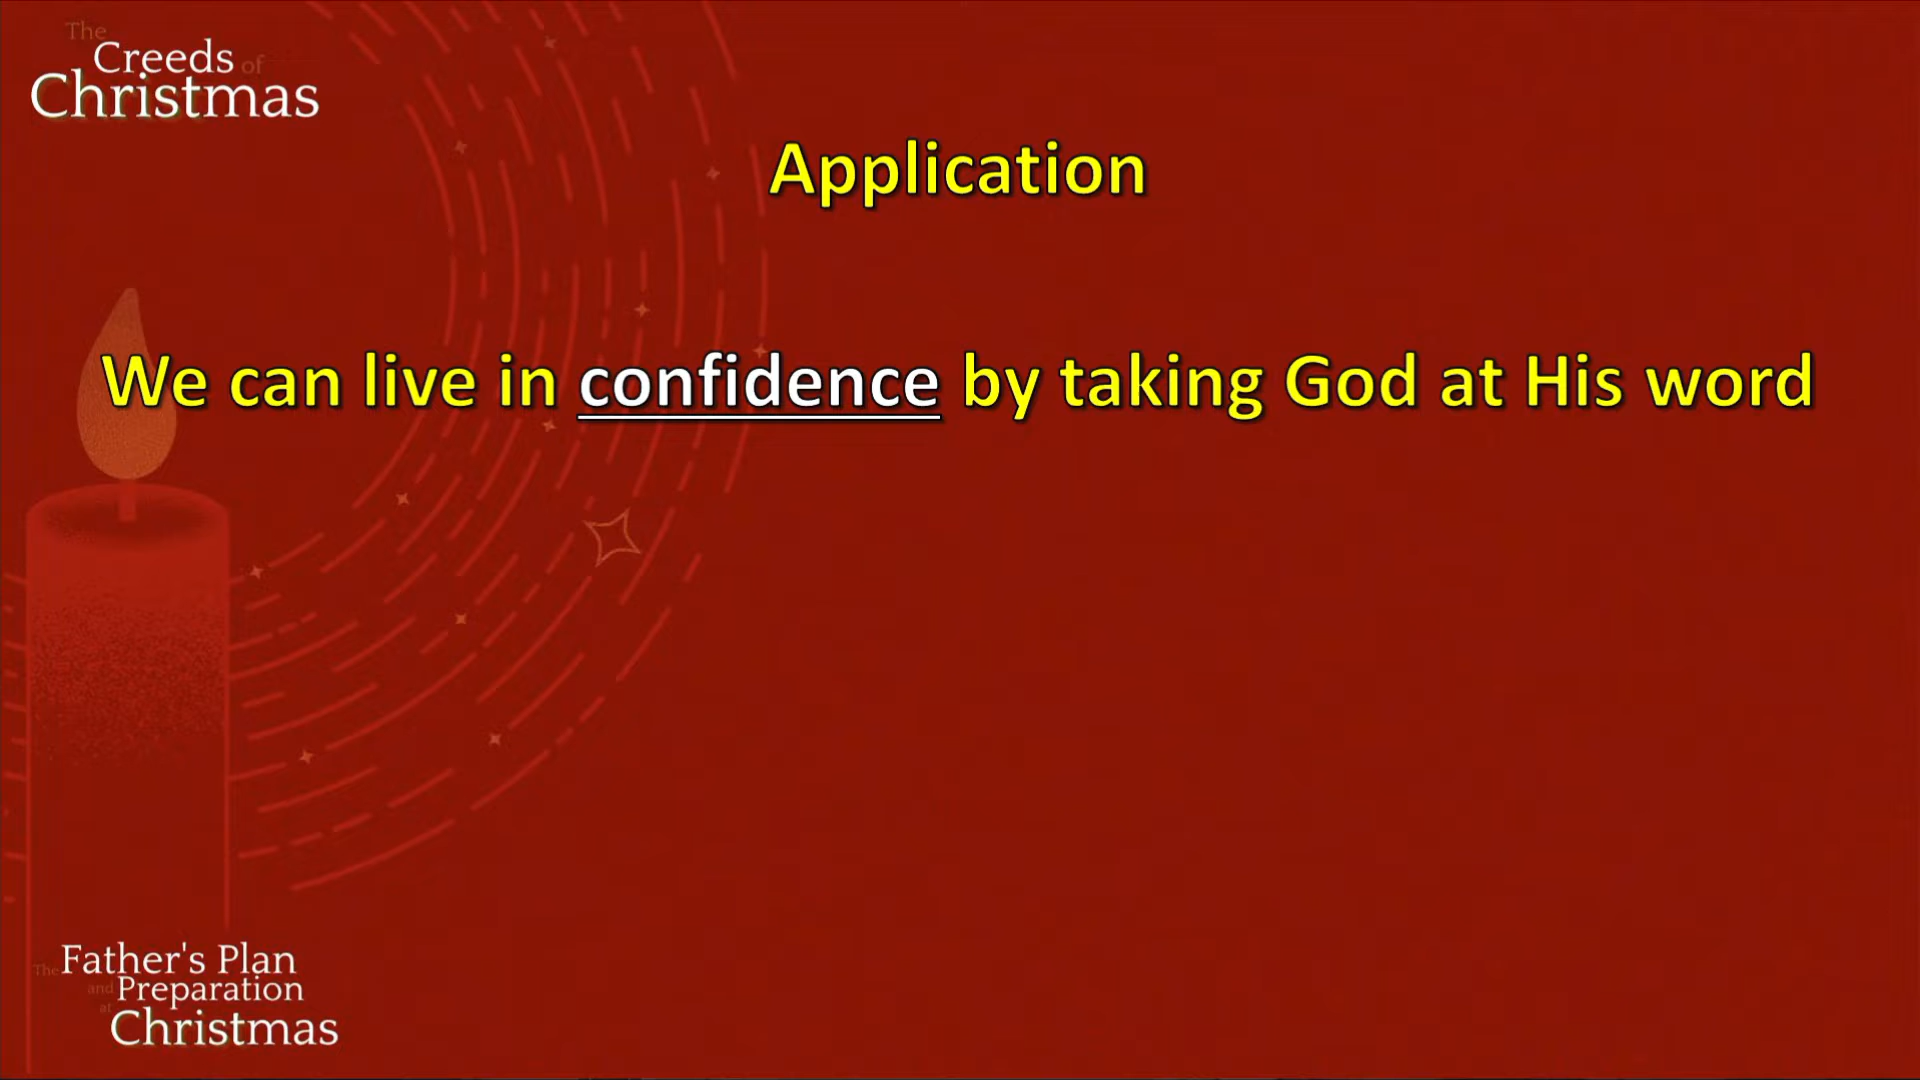 The
Creeds of
Christmas
Application
We can live in confidence by taking God at His word
The Father's Plan
and Preparation
at Christmas